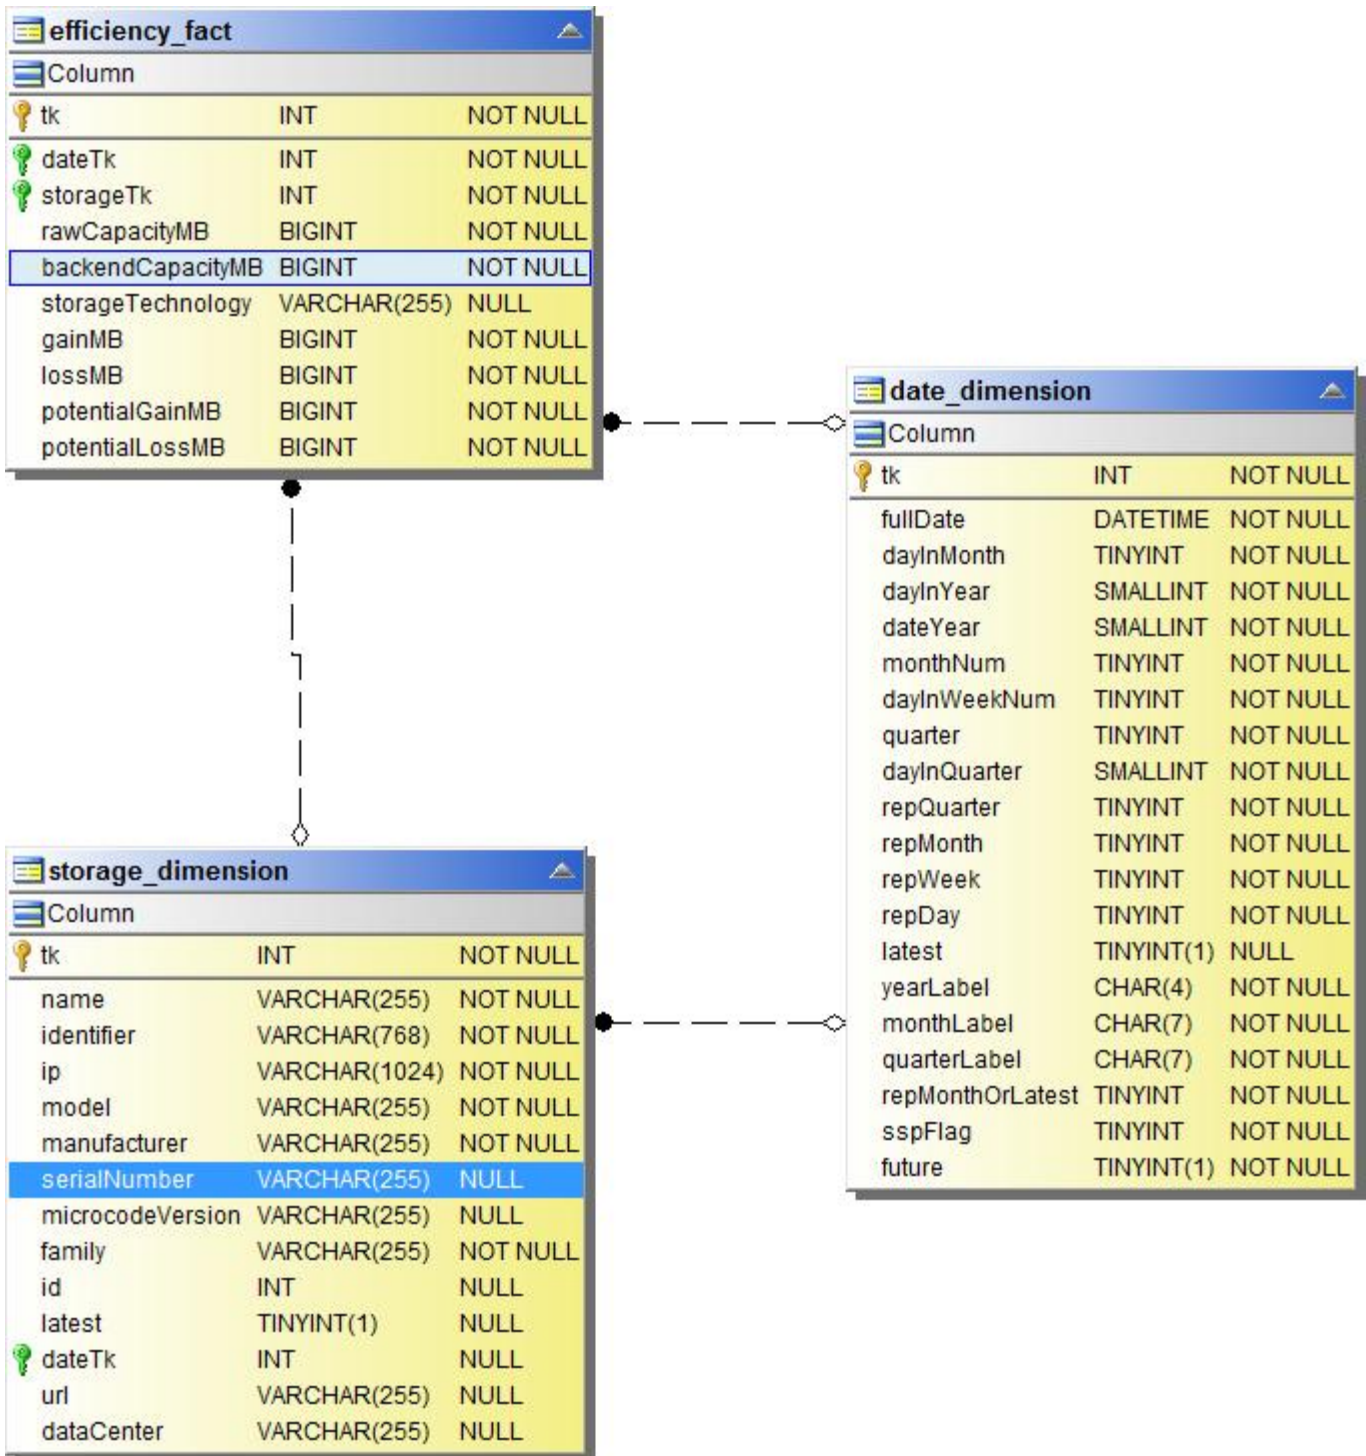 efficiency_fact
Column
tk INT NOT NULL
dateTk INT NOT NULL
storageTk INT NOT NULL
rawCapacityMB BIGINT NOT NULL
backendCapacityMB BIGINT NOT NULL
storageTechnology VARCHAR(255) NULL
gainMB BIGINT NOT NULL
lossMB BIGINT NOT NULL
potentialGainMB BIGINT NOT NULL
potentialLossMB BIGINT NOT NULL
date_dimension
Column
tk INT NOT NULL
fullDate DATETIME NOT NULL
dayInMonth TINYINT NOT NULL
dayInYear SMALLINT NOT NULL
dateYear SMALLINT NOT NULL
monthNum TINYINT NOT NULL
dayInWeekNum TINYINT NOT NULL
quarter TINYINT NOT NULL
dayInQuarter SMALLINT NOT NULL
repQuarter TINYINT NOT NULL
repMonth TINYINT NOT NULL
repWeek TINYINT NOT NULL
repDay TINYINT NOT NULL
latest TINYINT(1) NULL
yearLabel CHAR(4) NOT NULL
monthLabel CHAR(7) NOT NULL
quarterLabel CHAR(7) NOT NULL
repMonthOrLatest TINYINT NOT NULL
sspFlag TINYINT NOT NULL
future TINYINT(1) NOT NULL
storage_dimension
Column
tk INT NOT NULL
name VARCHAR(255) NOT NULL
identifier VARCHAR(768) NOT NULL
ip VARCHAR(1024) NOT NULL
model VARCHAR(255) NOT NULL
manufacturer VARCHAR(255) NOT NULL
serialNumber VARCHAR(255) NULL
microcodeVersion VARCHAR(255) NULL
family VARCHAR(255) NOT NULL
id INT NULL
latest TINYINT(1) NULL
dateTk INT NULL
url VARCHAR(255) NULL
dataCenter VARCHAR(255) NULL